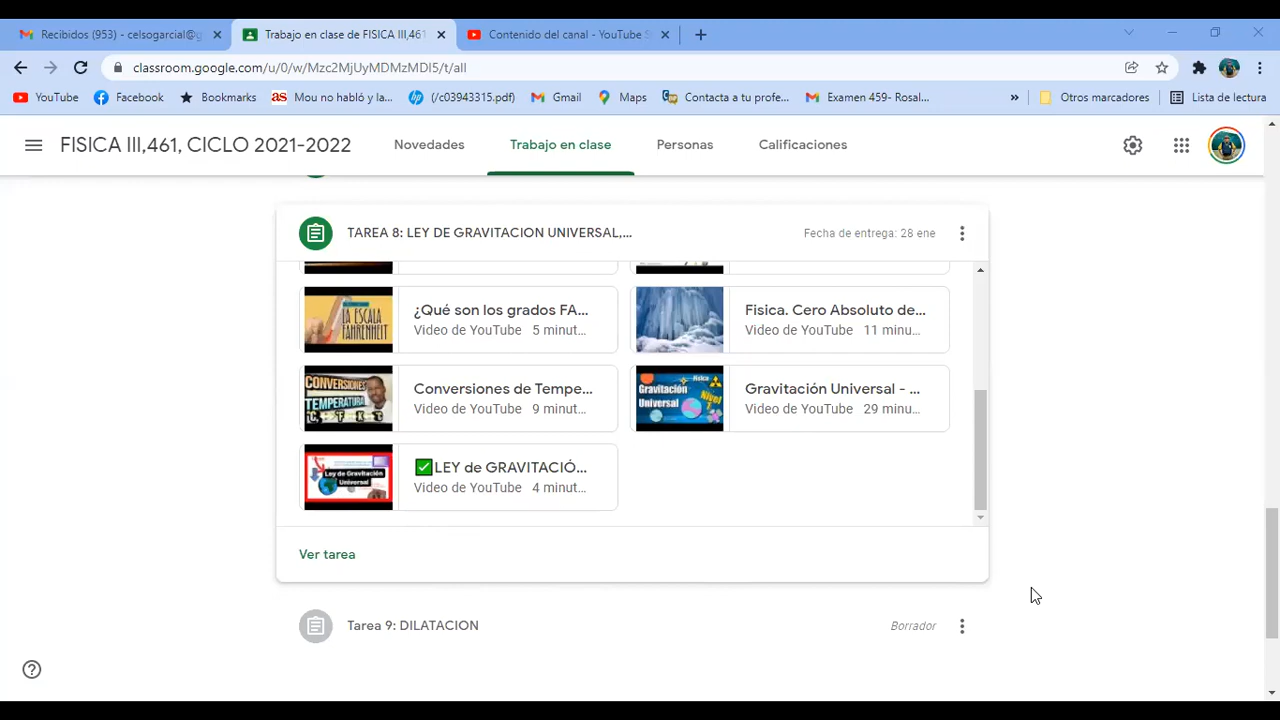 Recibidos (953) - celsogarcial@g
Trabajo en clase de FISICA III,461
Contenido del canal - YouTube S
classroom.google.com/u/0/w/Mzc2MjUyMDMzMDI5/t/all
YouTube
Facebook
Bookmarks
Mou no habló y la...
(/c03943315.pdf)
Gmail
Maps
Contacta a tu profe...
Examen 459- Rosal...
»
Otros marcadores
Lista de lectura
FISICA III,461, CICLO 2021-2022
Novedades
Trabajo en clase
Personas
Calificaciones
TAREA 8: LEY DE GRAVITACION UNIVERSAL,...
Fecha de entrega: 28 ene
LA ESCALA
FAHRENHEIT
¿Qué son los grados FA...
Video de YouTube 5 minut...
Fisica. Cero Absoluto de...
Video de YouTube 11 minu...
CONVERSIONES
TEMPERATURA
Conversiones de Tempe...
Video de YouTube 9 minut...
Física
Gravitación
Universal
Gravitación Universal - ...
Video de YouTube 29 minu...
Ley de Gravitación
Universal
✅LEY de GRAVITACIÓ...
Video de YouTube 4 minut...
Ver tarea
Tarea 9: DILATACION
Borrador